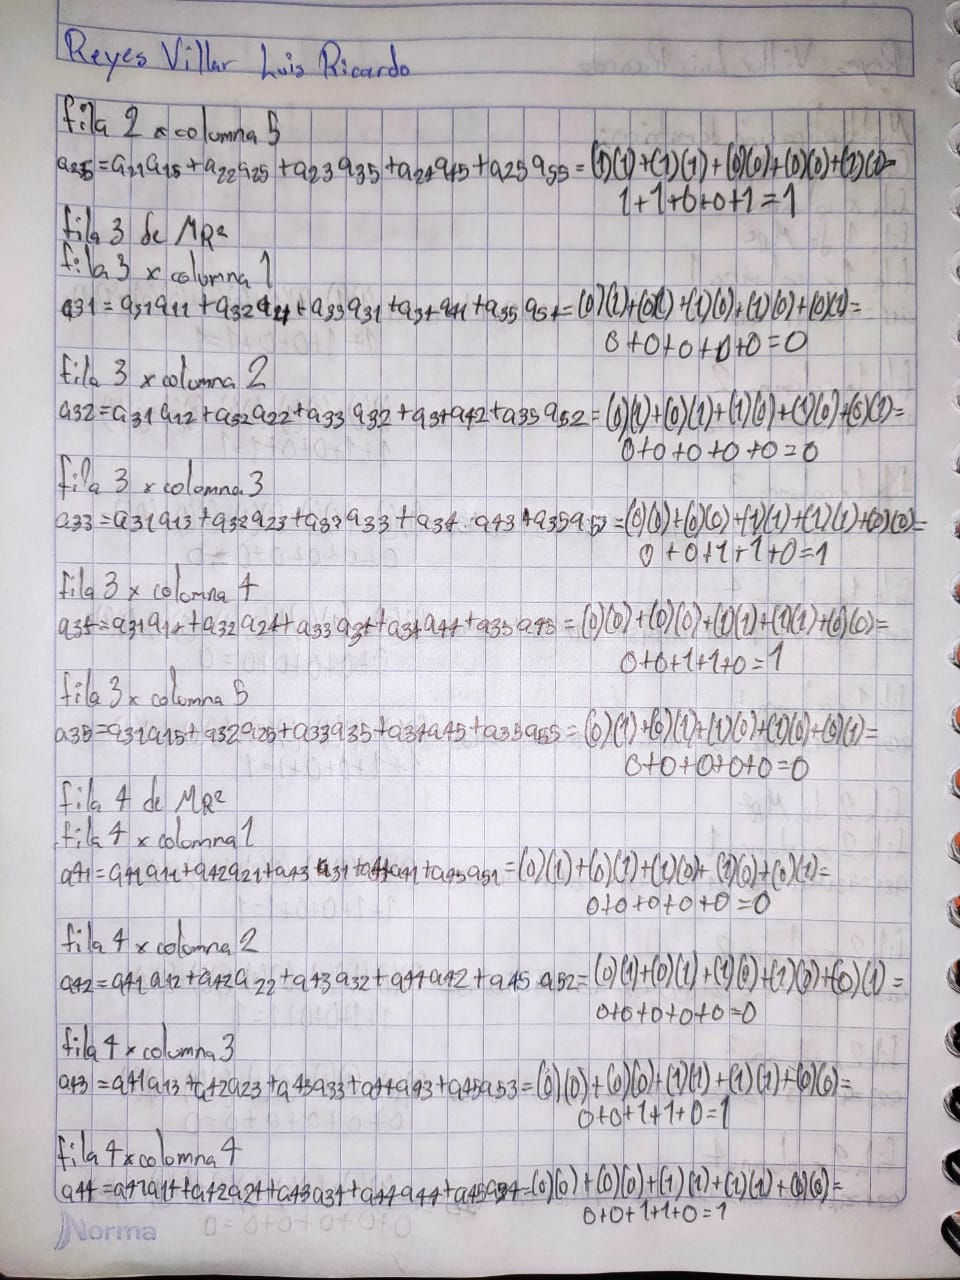 Reyes Villar Luis Ricardo
fila 2 x columna 5
a25=a21a15+a22a25+a23a35+a24a45+a25a55=(1)(1)+(1)(1)+(0)(0)+(0)(0)+(1)(1)=
1+1+0+0+1=1
fila 3 de MR²
fila 3 x columna 1
a31=a31a11+a32a21+a33a31+a34a41+a35a51=(0)(1)+(0)(1)+(1)(0)+(1)(0)+(0)(1)=
0+0+0+0+0=0
fila 3 x columna 2
a32=a31a12+a32a22+a33a32+a34a42+a35a52=(0)(1)+(0)(1)+(1)(0)+(1)(0)+(0)(1)=
0+0+0+0+0=0
fila 3 x columna 3
a33=a31a13+a32a23+a33a33+a34a43+a35a53=(0)(0)+(0)(0)+(1)(1)+(1)(1)+(0)(0)=
0+0+1+1+0=1
fila 3 x columna 4
a34=a31a14+a32a24+a33a34+a34a44+a35a45=(0)(0)+(0)(0)+(1)(1)+(1)(1)+(0)(0)=
0+0+1+1+0=1
fila 3 x columna 5
a35=a31a15+a32a25+a33a35+a34a45+a35a55=(0)(1)+(0)(1)+(1)(0)+(1)(0)+(0)(1)=
0+0+0+0+0=0
fila 4 de MR²
fila 4 x columna 1
a41=a41a11+a42a21+a43a31+a44a41+a45a51=(0)(1)+(0)(1)+(1)(0)+(1)(0)+(0)(1)=
0+0+0+0+0=0
fila 4 x columna 2
a42=a41a12+a42a22+a43a32+a44a42+a45a52=(0)(1)+(0)(1)+(1)(0)+(1)(0)+(0)(1)=
0+0+0+0+0=0
fila 4 x columna 3
a43=a41a13+a42a23+a43a33+a44a43+a45a53=(0)(0)+(0)(0)+(1)(1)+(1)(1)+(0)(0)=
0+0+1+1+0=1
fila 4 x columna 4
a44=a41a14+a42a24+a43a34+a44a44+a45a54=(0)(0)+(0)(0)+(1)(1)+(1)(1)+(0)(0)=
0+0+1+1+0=1
Norma